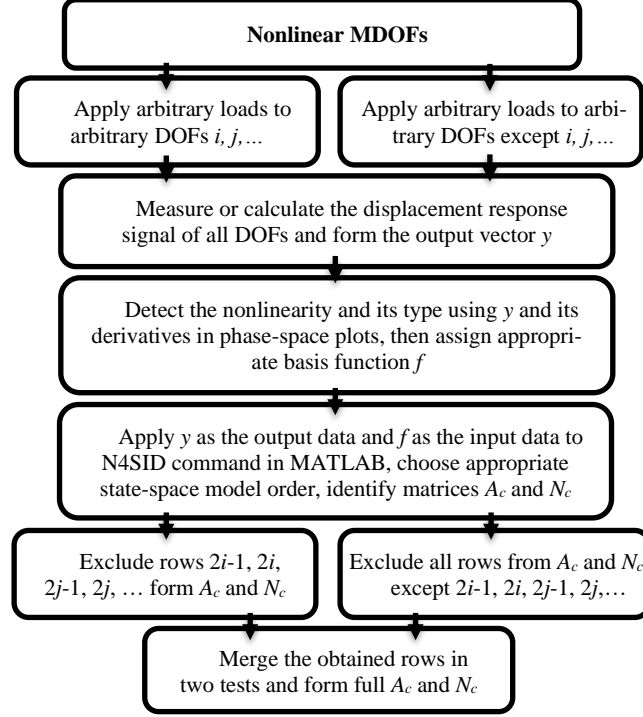 Nonlinear MDOFs
Apply arbitrary loads to
arbitrary DOFs i, j,...
Apply arbitrary loads to arbi-
trary DOFs except i, j,...
Measure or calculate the displacement response
signal of all DOFs and form the output vector y
Detect the nonlinearity and its type using y and its
derivatives in phase-space plots, then assign appropri-
ate basis function f
Apply y as the output data and f as the input data to
N4SID command in MATLAB, choose appropriate
state-space model order, identify matrices Ac and Nc
Exclude rows 2i-1, 2i,
2j-1, 2j, … form Ac and Nc
Exclude all rows from Ac and Nc
except 2i-1, 2i, 2j-1, 2j,…
Merge the obtained rows in
two tests and form full Ac and Nc